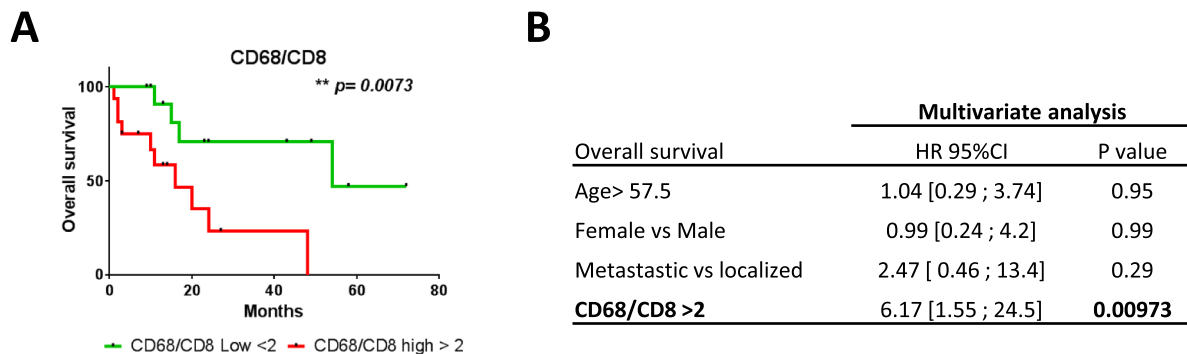 A
CD68/CD8
** p= 0.0073
Overall survival
100
50
0
0 20 40 60 80
Months
CD68/CD8 Low <2 CD68/CD8 high > 2
B
Multivariate analysis
Overall survival HR 95%CI P value
Age> 57.5 1.04 [0.29 ; 3.74] 0.95
Female vs Male 0.99 [0.24 ; 4.2] 0.99
Metastastic vs localized 2.47 [ 0.46 ; 13.4] 0.29
CD68/CD8 >2 6.17 [1.55 ; 24.5] 0.00973